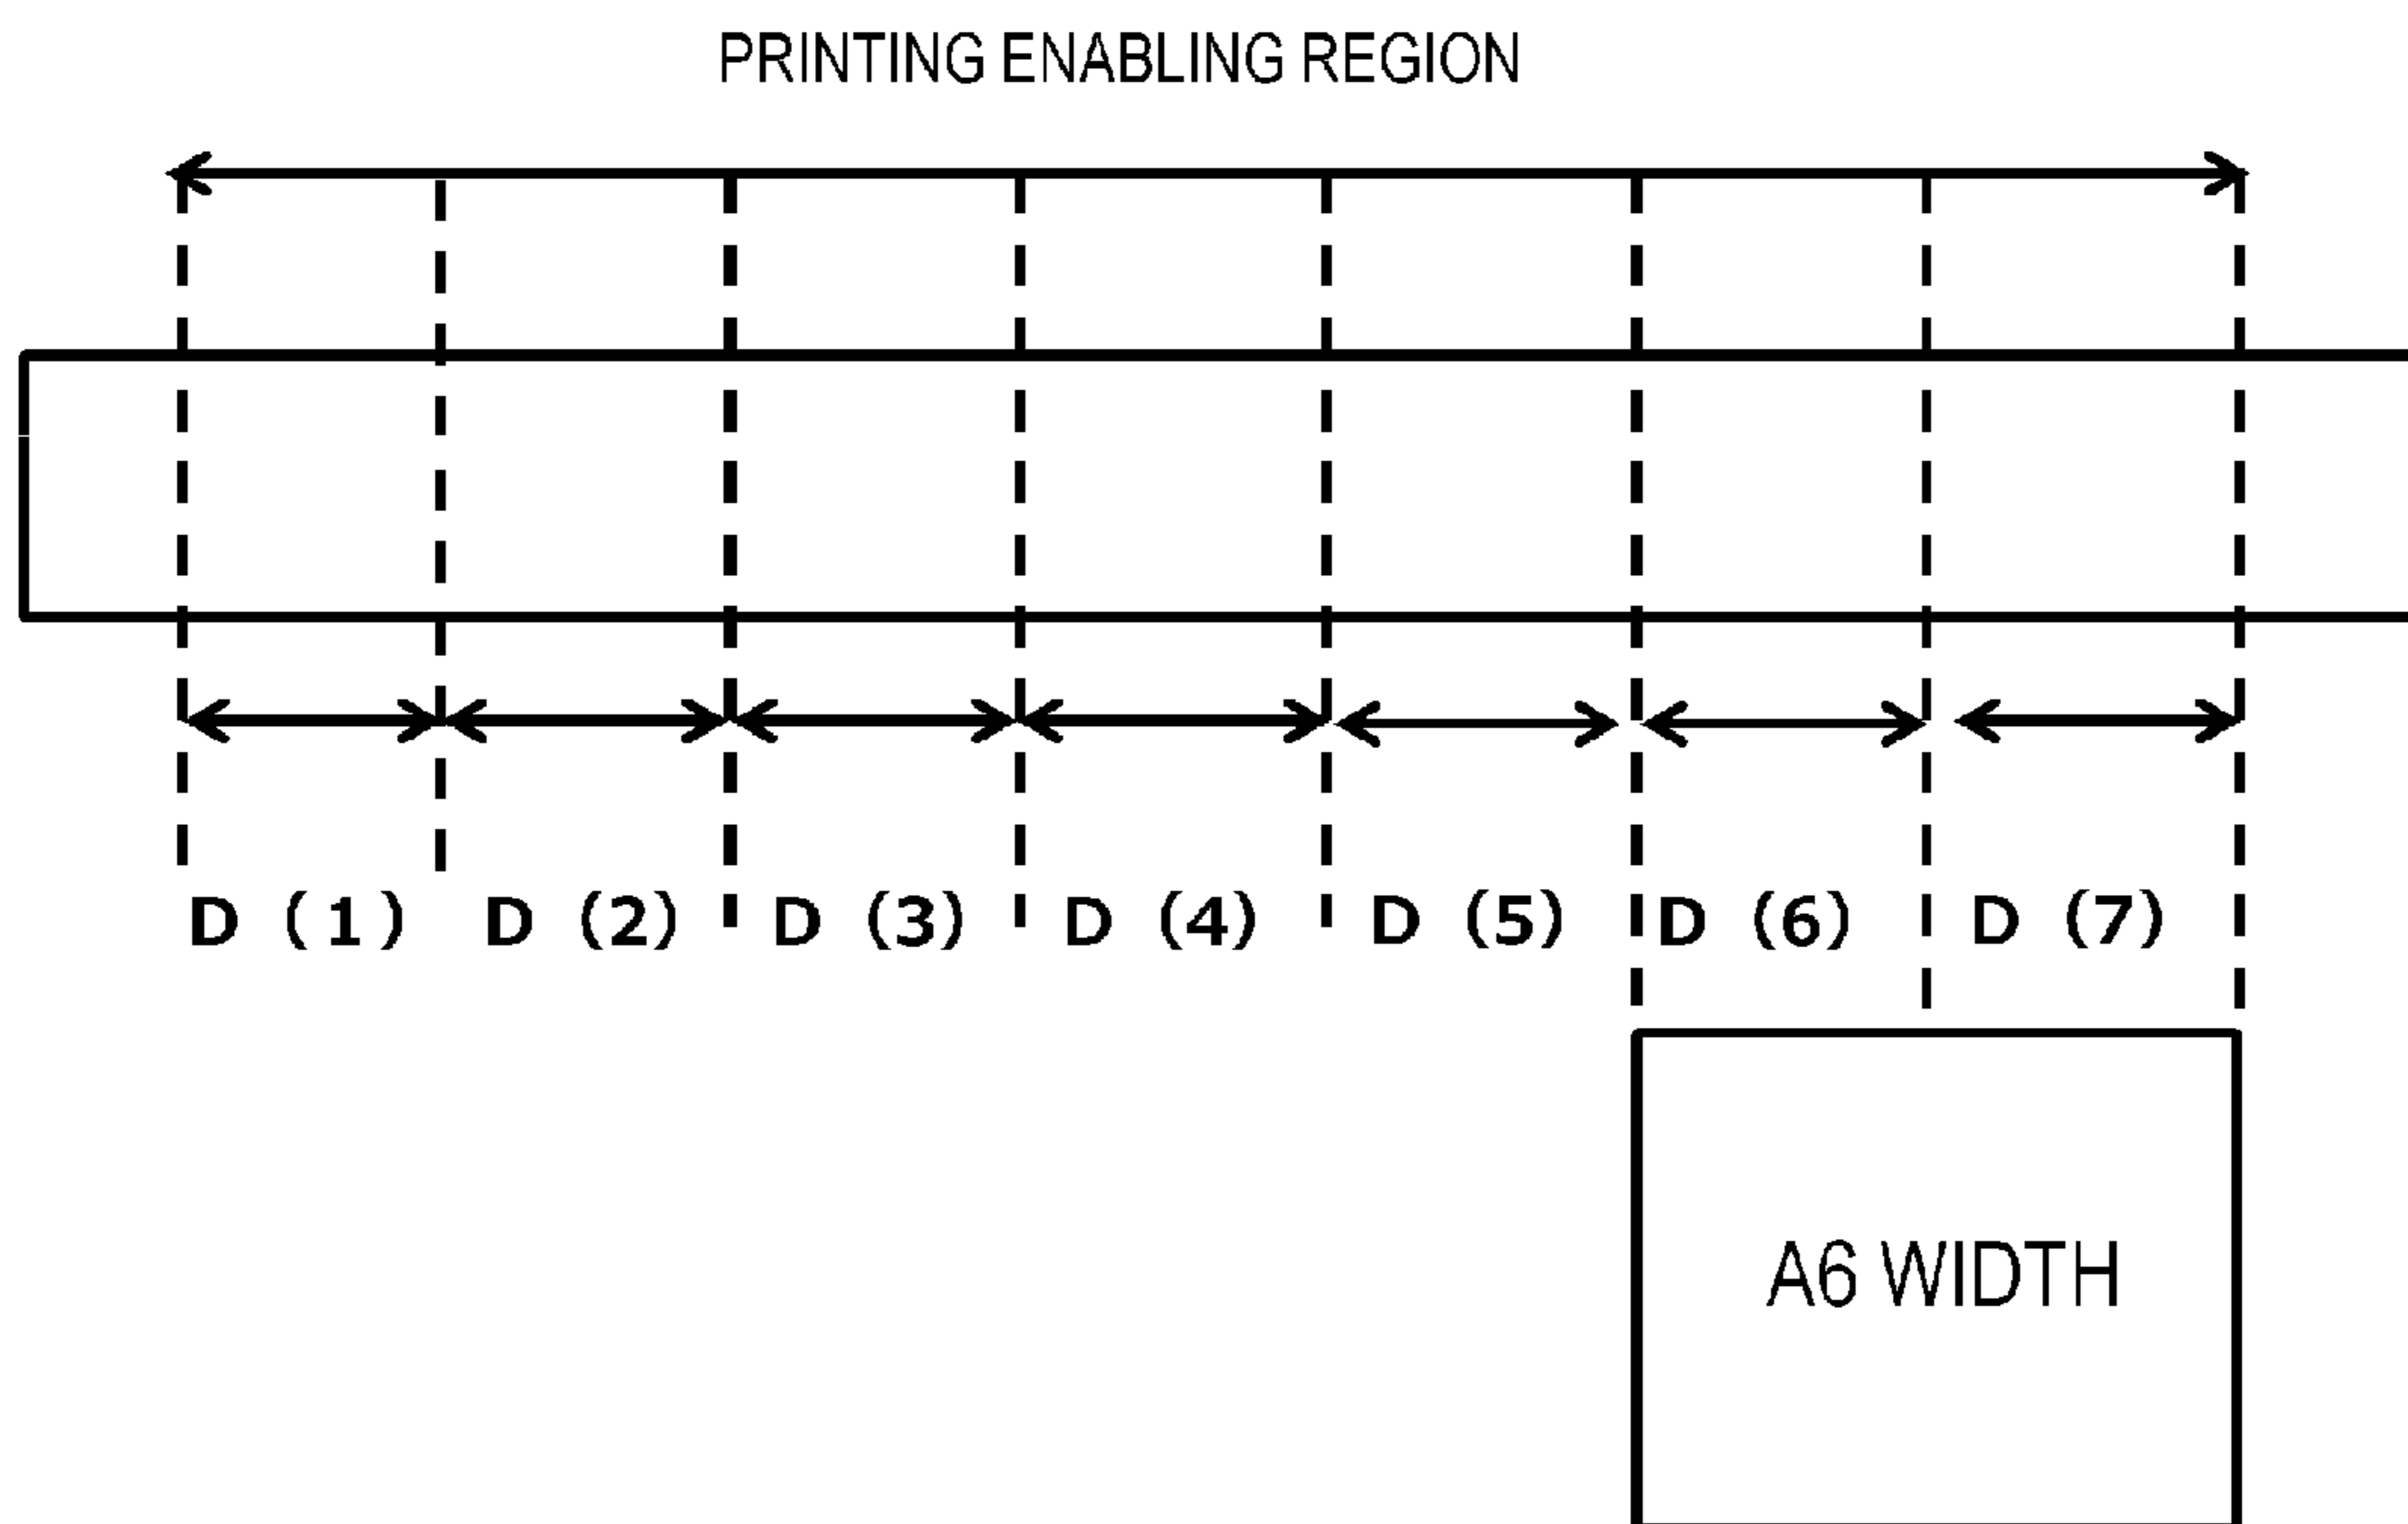 PRINTING ENABLING REGION
D (1) D (2) D (3) D (4) D (5) D (6) D (7)
A6 WIDTH